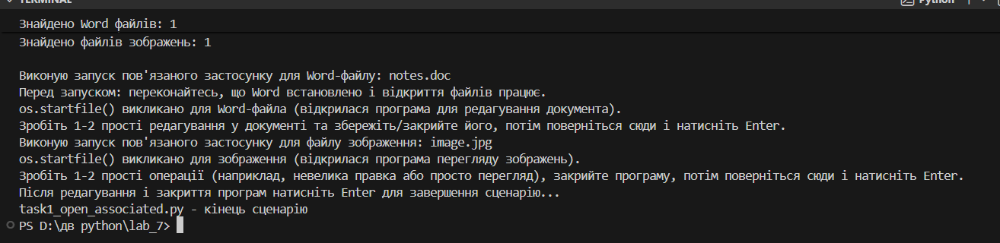 TERMINAL
Python
Знайдено Word файлів: 1
Знайдено файлів зображень: 1
Виконую запуск пов'язаного застосунку для Word-файлу: notes.doc
Перед запуском: переконайтесь, що Word встановлено і відкриття файлів працює.
os.startfile() викликано для Word-файла (відкрилася програма для редагування документа).
Зробіть 1-2 прості редагування у документі та збережіть/закрийте його, потім поверніться сюди і натисніть Enter.
Виконую запуск пов'язаного застосунку для файлу зображення: image.jpg
os.startfile() викликано для зображення (відкрилася програма перегляду зображень).
Зробіть 1-2 прості операції (наприклад, невелика правка або просто перегляд), закрийте програму, потім поверніться сюди і натисніть Enter.
Після редагування і закриття програм натисніть Enter для завершення сценарію...
task1_open_associated.py - кінець сценарію
PS D:\дв python\lab_7>